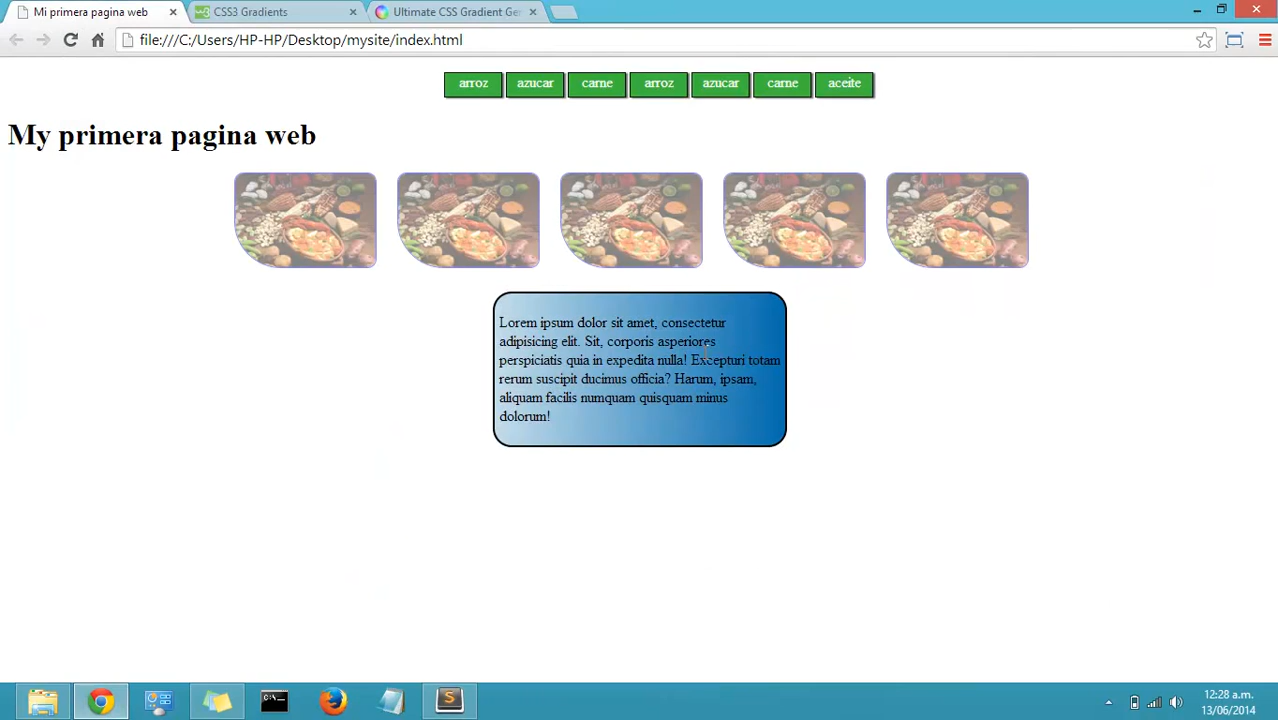 Mi primera pagina web
CSS3 Gradients
Ultimate CSS Gradient Ger
file:///C:/Users/HP-HP/Desktop/mysite/index.html
arroz azucar carne arroz azucar carne aceite
My primera pagina web
Lorem ipsum dolor sit amet, consectetur
adipisicing elit. Sit, corporis asperiores
perspiciatis quia in expedita nulla! Excepturi totam
rerum suscipit ducimus officia? Harum, ipsam,
aliquam facilis numquam quisquam minus
dolorum!
12:28 a.m.
13/06/2014